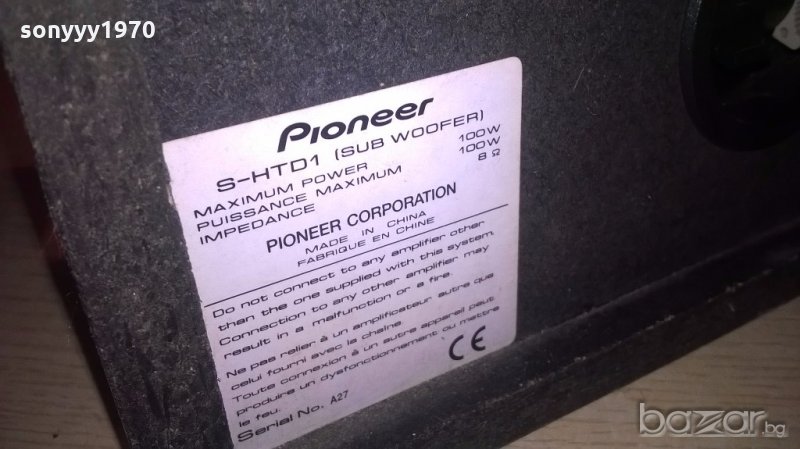 sonyyy1970
Pioneer
S-HTD1 (SUB WOOFER)
MAXIMUM POWER 100W
PUISSANCE MAXIMUM 100W
IMPEDANCE 8 Ω
PIONEER CORPORATION
MADE IN CHINA
FABRIQUE EN CHINE
Do not connect to any amplifier other
than the one supplied with this system.
Connection to any other amplifier may
result in a malfunction or a fire.
Ne pas relier à un amplificateur autre que
celui fourni avec la chaîne.
Toute connexion à un autre appareil peut
produire un dysfonctionnement ou mettre
le feu.
Serial No. A27
CE
bazar.bg